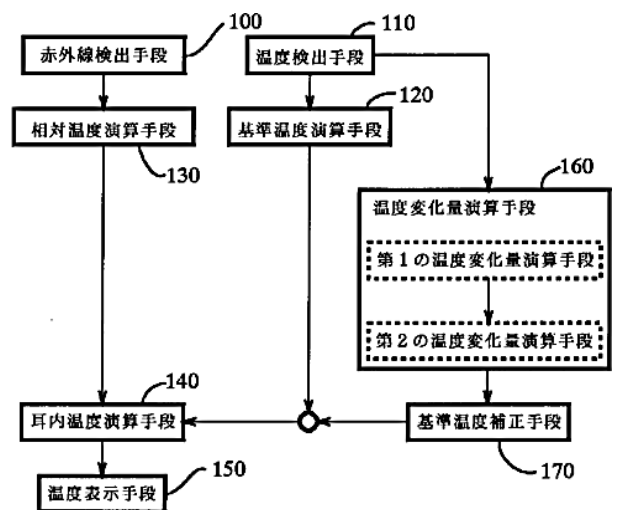 100
赤外線検出手段
110
温度検出手段
120
相対温度演算手段
130
基準温度演算手段
160
温度変化量演算手段
第1の温度変化量演算手段
第2の温度変化量演算手段
140
耳内温度演算手段
基準温度補正手段
170
150
温度表示手段